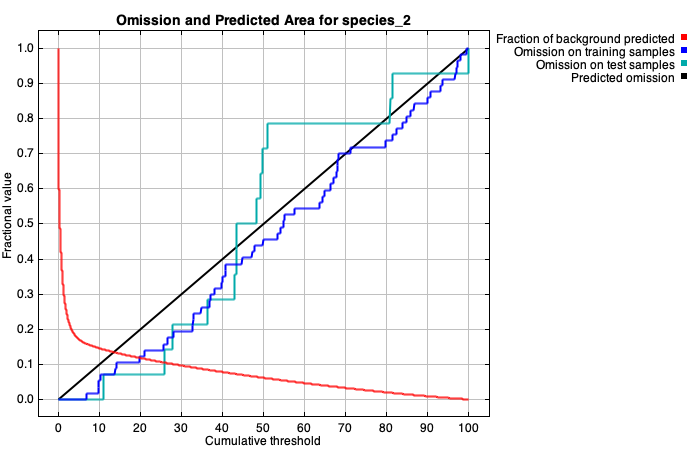 Omission and Predicted Area for species_2
Fraction of background predicted
Omission on training samples
Omission on test samples
Predicted omission
Fractional value
1.0
0.9
0.8
0.7
0.6
0.5
0.4
0.3
0.2
0.1
0.0
0 10 20 30 40 50 60 70 80 90 100
Cumulative threshold